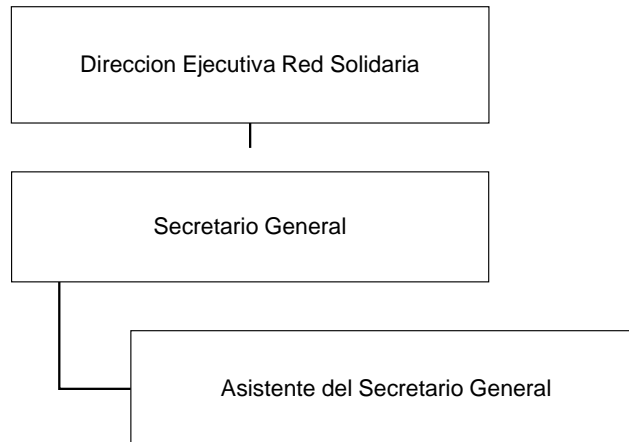 Direccion Ejecutiva Red Solidaria
Secretario General
Asistente del Secretario General